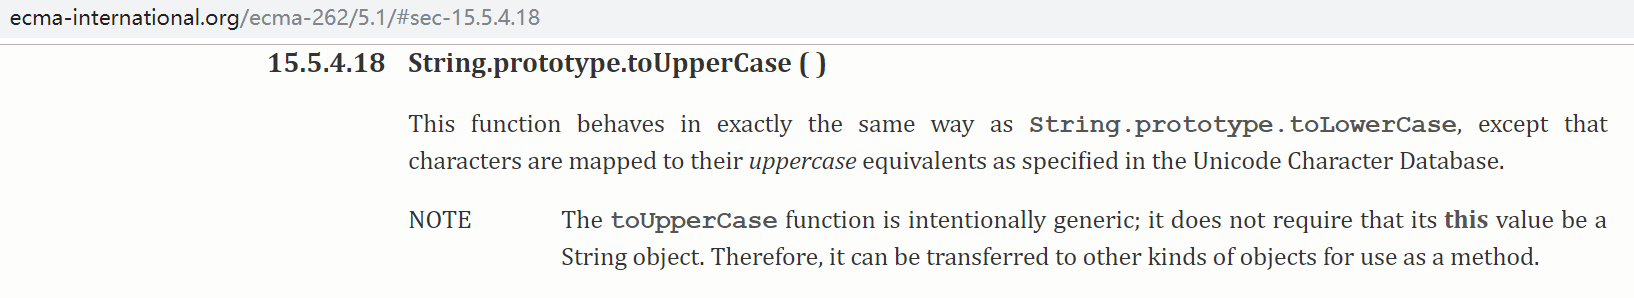 ecma-international.org/ecma-262/5.1/#sec-15.5.4.18
15.5.4.18 String.prototype.toUpperCase ( )
This function behaves in exactly the same way as String.prototype.toLowerCase, except that
characters are mapped to their uppercase equivalents as specified in the Unicode Character Database.
NOTE The toUpperCase function is intentionally generic; it does not require that its this value be a
String object. Therefore, it can be transferred to other kinds of objects for use as a method.